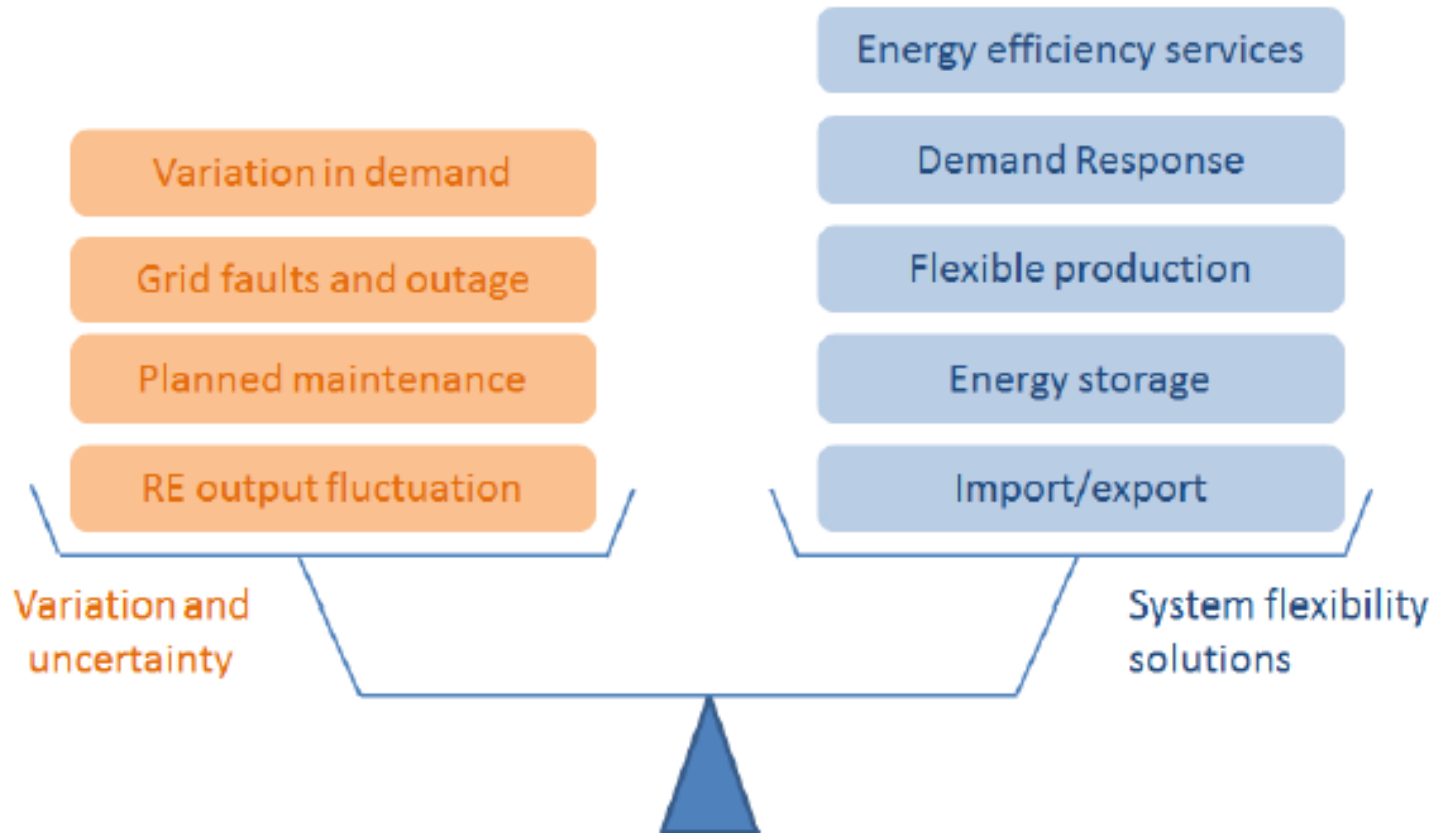 Variation in demand
Grid faults and outage
Planned maintenance
RE output fluctuation
Variation and
uncertainty
Energy efficiency services
Demand Response
Flexible production
Energy storage
Import/export
System flexibility
solutions